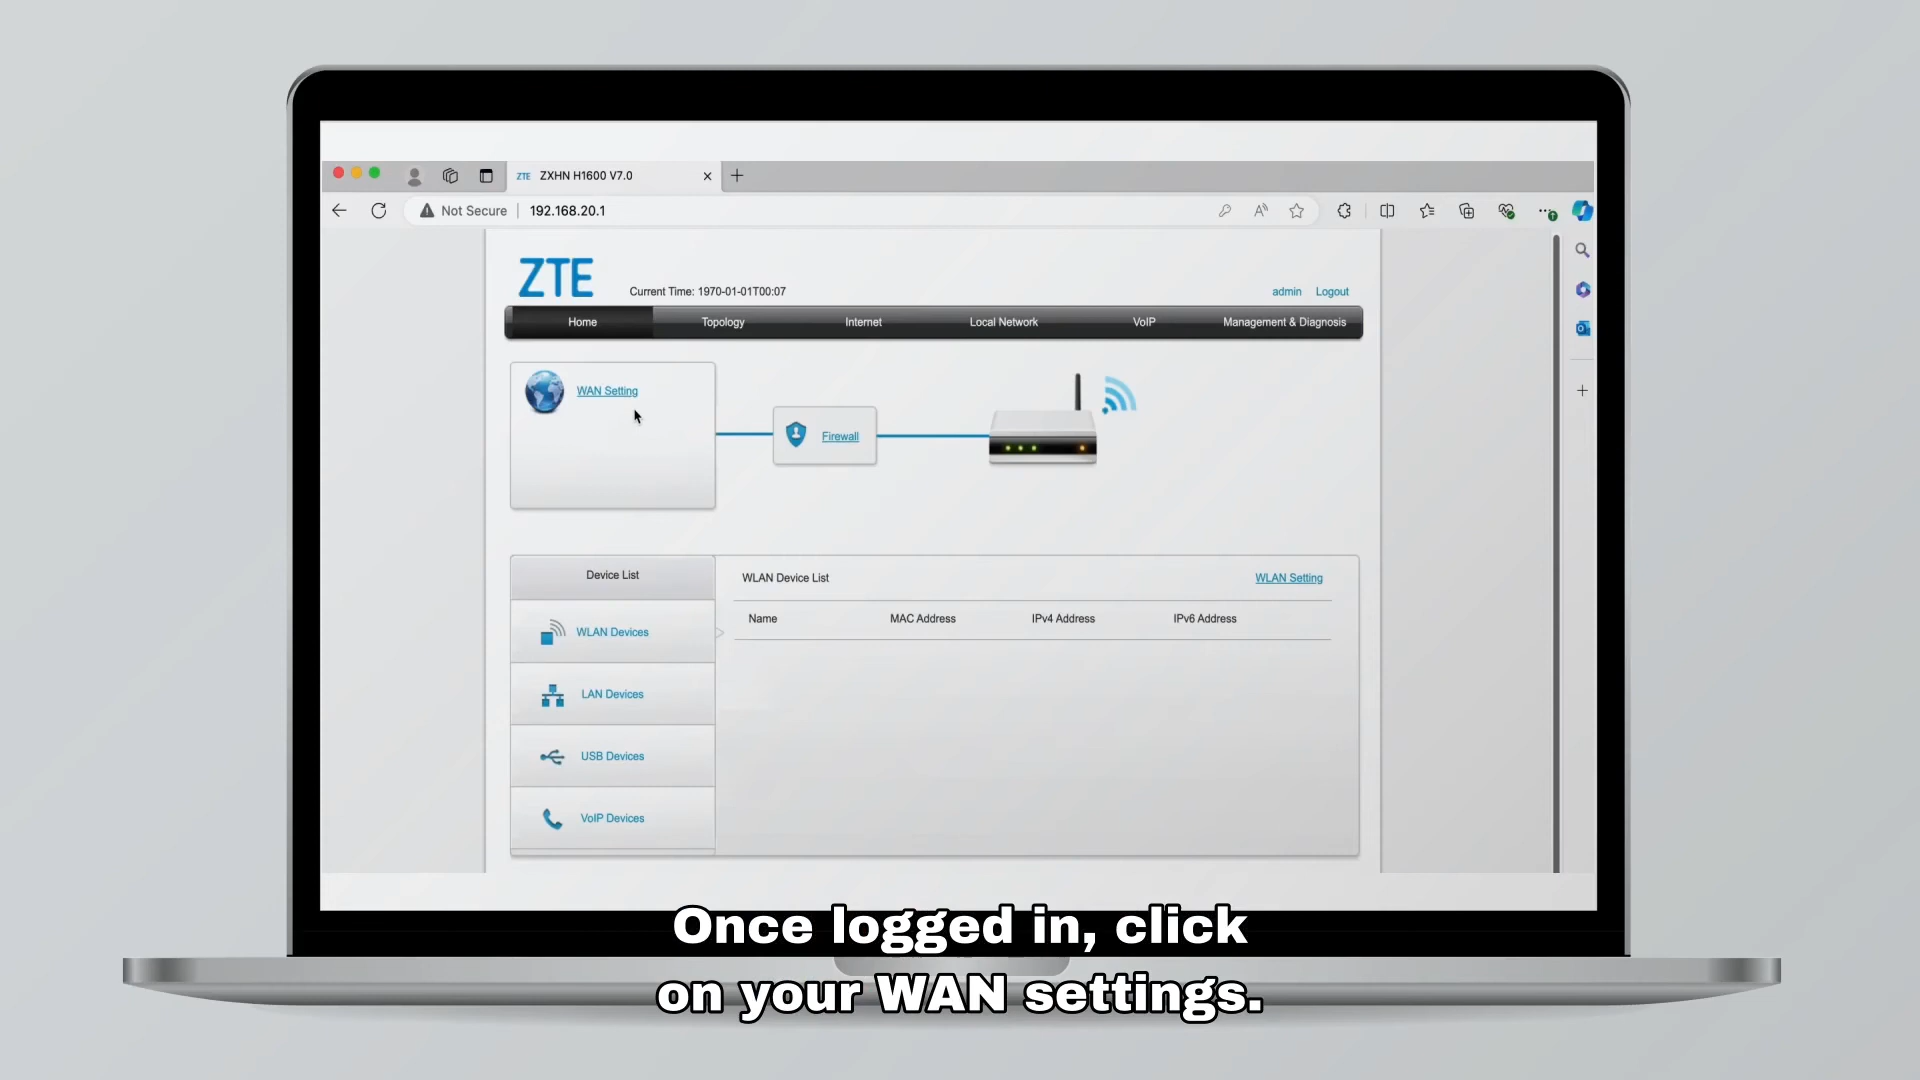 ZTE ZXHN H1600 V7.0
Not Secure 192.168.20.1
ZTE
Current Time: 1970-01-01T00:07
admin Logout
Home Topology Internet Local Network VoIP Management & Diagnosis
WAN Setting
Firewall
Device List
WLAN Devices
LAN Devices
USB Devices
VoIP Devices
WLAN Device List WLAN Setting
Name MAC Address IPv4 Address IPv6 Address
Once logged in, click
on your WAN settings.